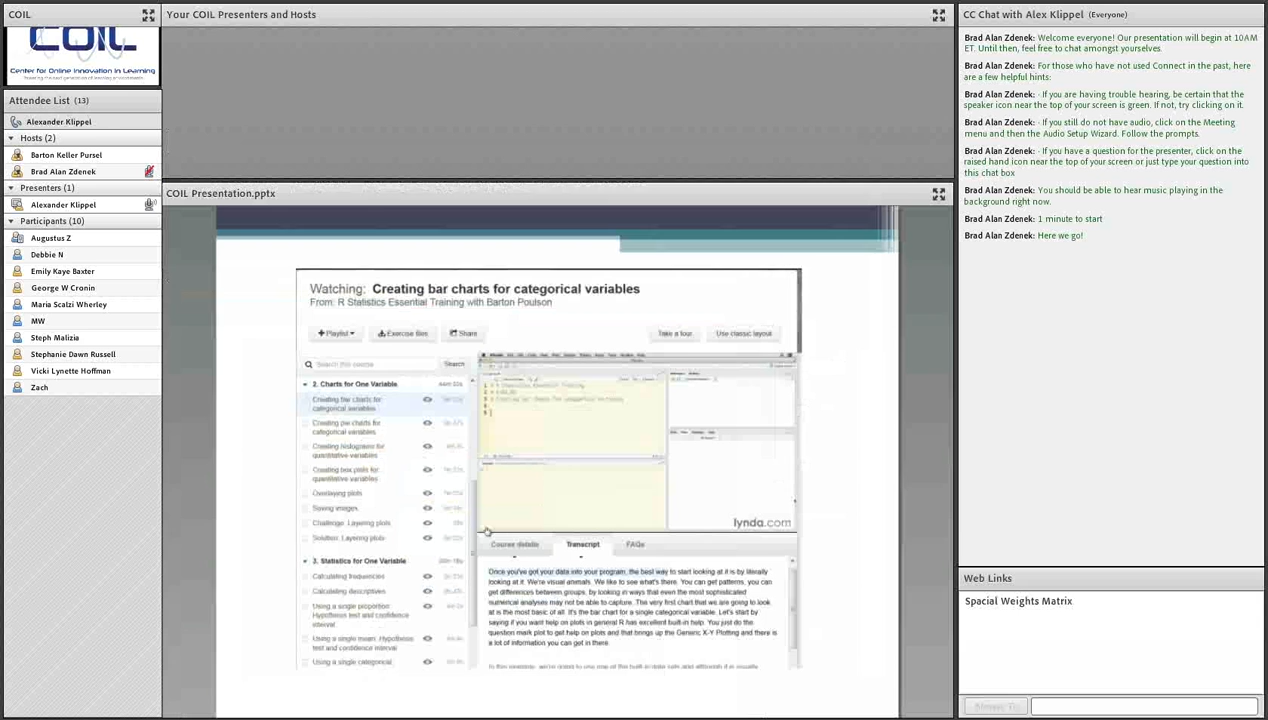 COIL
COIL
Center for Online Innovation in Learning
Attendee List (13)
Alexander Klippel
Hosts (2)
Barton Keller Pursel
Brad Alan Zdenek
Presenters (1)
Alexander Klippel
Participants (10)
Augustus Z
Debbie N
Emily Kaye Baxter
George W Cronin
Maria Scalzi Wherley
MW
Steph Malizia
Stephanie Dawn Russell
Vicki Lynette Hoffman
Zach
Your COIL Presenters and Hosts
COIL Presentation.pptx
Watching: Creating bar charts for categorical variables
From: R Statistics Essential Training with Barton Poulson
Playlist
Exercise files
Share
Take a tour
Use classic layout
Search this course
Search
2. Charts for One Variable
Creating bar charts for
categorical variables
Creating pie charts for
categorical variables
Creating histograms for
quantitative variables
Creating box plots for
quantitative variables
Overlaying plots
Saving images
Challenge: Layering plots
Solution: Layering plots
3. Statistics for One Variable
Calculating frequencies
Calculating descriptives
Using a single proportion:
Hypothesis test and confidence
interval
Using a single mean: Hypothesis
test and confidence interval
Using a single categorical
lynda.com
Course details
Transcript
FAQs
Once you've got your data into your program, the best way to start looking at it is by literally
looking at it. We're visual animals. We like to see what's there. You can get patterns, you can
get differences between groups, by looking in ways that even the most sophisticated
numerical analyses may not be able to capture. The very first chart that we are going to look
at is the most basic of all. It's the bar chart for a single categorical variable. Let's start by
saying if you want help on plots in general R has excellent built-in help. You just do the
question mark plot to get help on plots and that brings up the Generic X-Y Plotting and there is
a lot of information you can get in there.
CC Chat with Alex Klippel (Everyone)
Brad Alan Zdenek: Welcome everyone! Our presentation will begin at 10AM
ET. Until then, feel free to chat amongst yourselves.
Brad Alan Zdenek: For those who have not used Connect in the past, here
are a few helpful hints:
Brad Alan Zdenek: · If you are having trouble hearing, be certain that the
speaker icon near the top of your screen is green. If not, try clicking on it.
Brad Alan Zdenek: · If you still do not have audio, click on the Meeting
menu and then the Audio Setup Wizard. Follow the prompts.
Brad Alan Zdenek: · If you have a question for the presenter, click on the
raised hand icon near the top of your screen or just type your question into
this chat box
Brad Alan Zdenek: You should be able to hear music playing in the
background right now.
Brad Alan Zdenek: 1 minute to start
Brad Alan Zdenek: Here we go!
Web Links
Spacial Weights Matrix